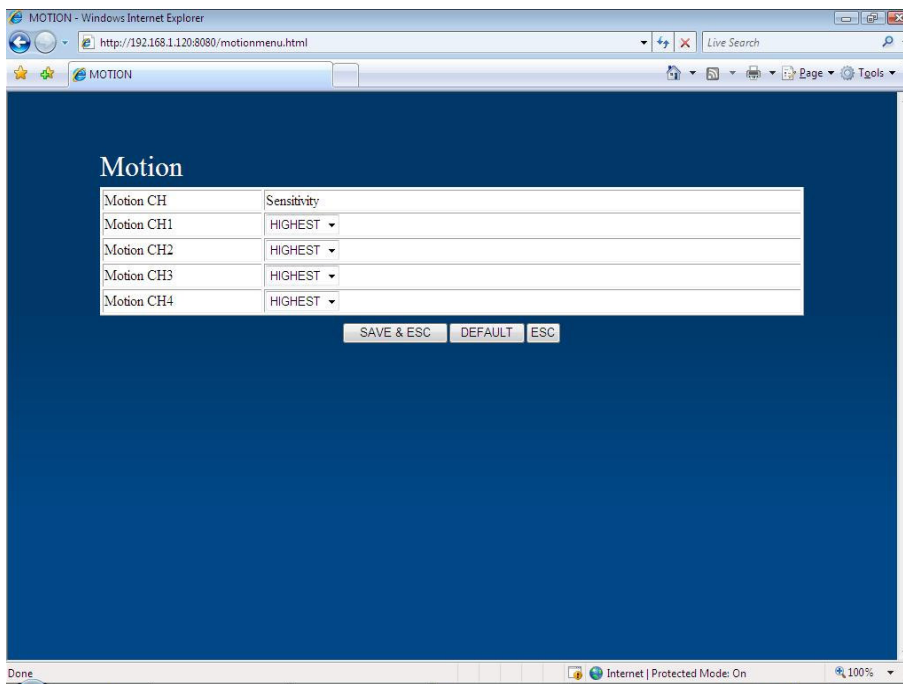 MOTION - Windows Internet Explorer
http://192.168.1.120:8080/motionmenu.html
Live Search
MOTION
Page
Tools
Motion
Motion CH Sensitivity
Motion CH1 HIGHEST
Motion CH2 HIGHEST
Motion CH3 HIGHEST
Motion CH4 HIGHEST
SAVE & ESC DEFAULT ESC
Done
Internet | Protected Mode: On
100%